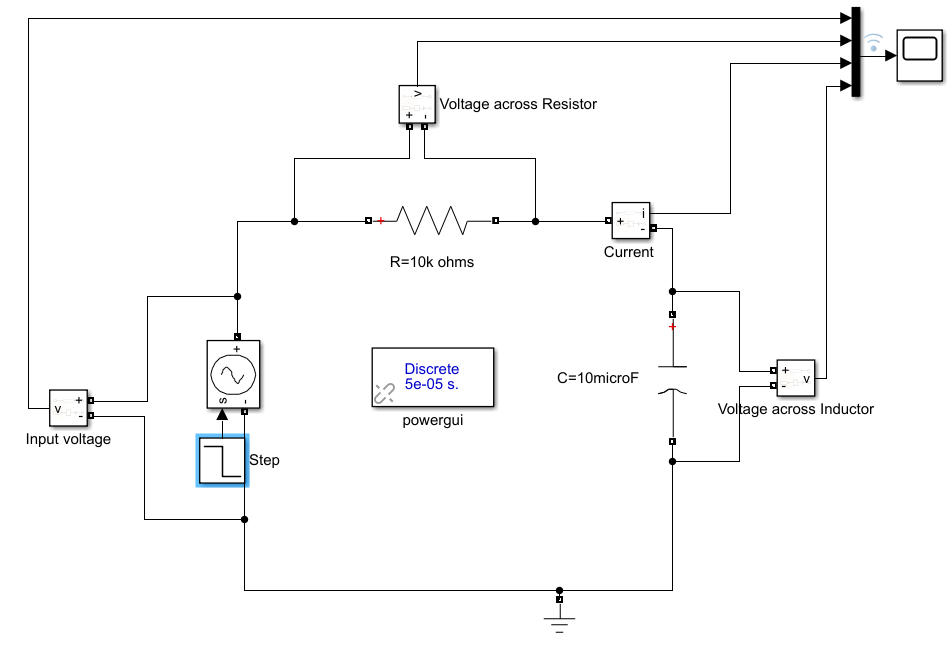 v
+ -
Voltage across Resistor
+
R=10k ohms
i
+
-
Current
+
s
-
v
+
-
Input voltage
Step
Discrete
5e-05 s.
powergui
+
C=10microF
+
-
v
Voltage across Inductor